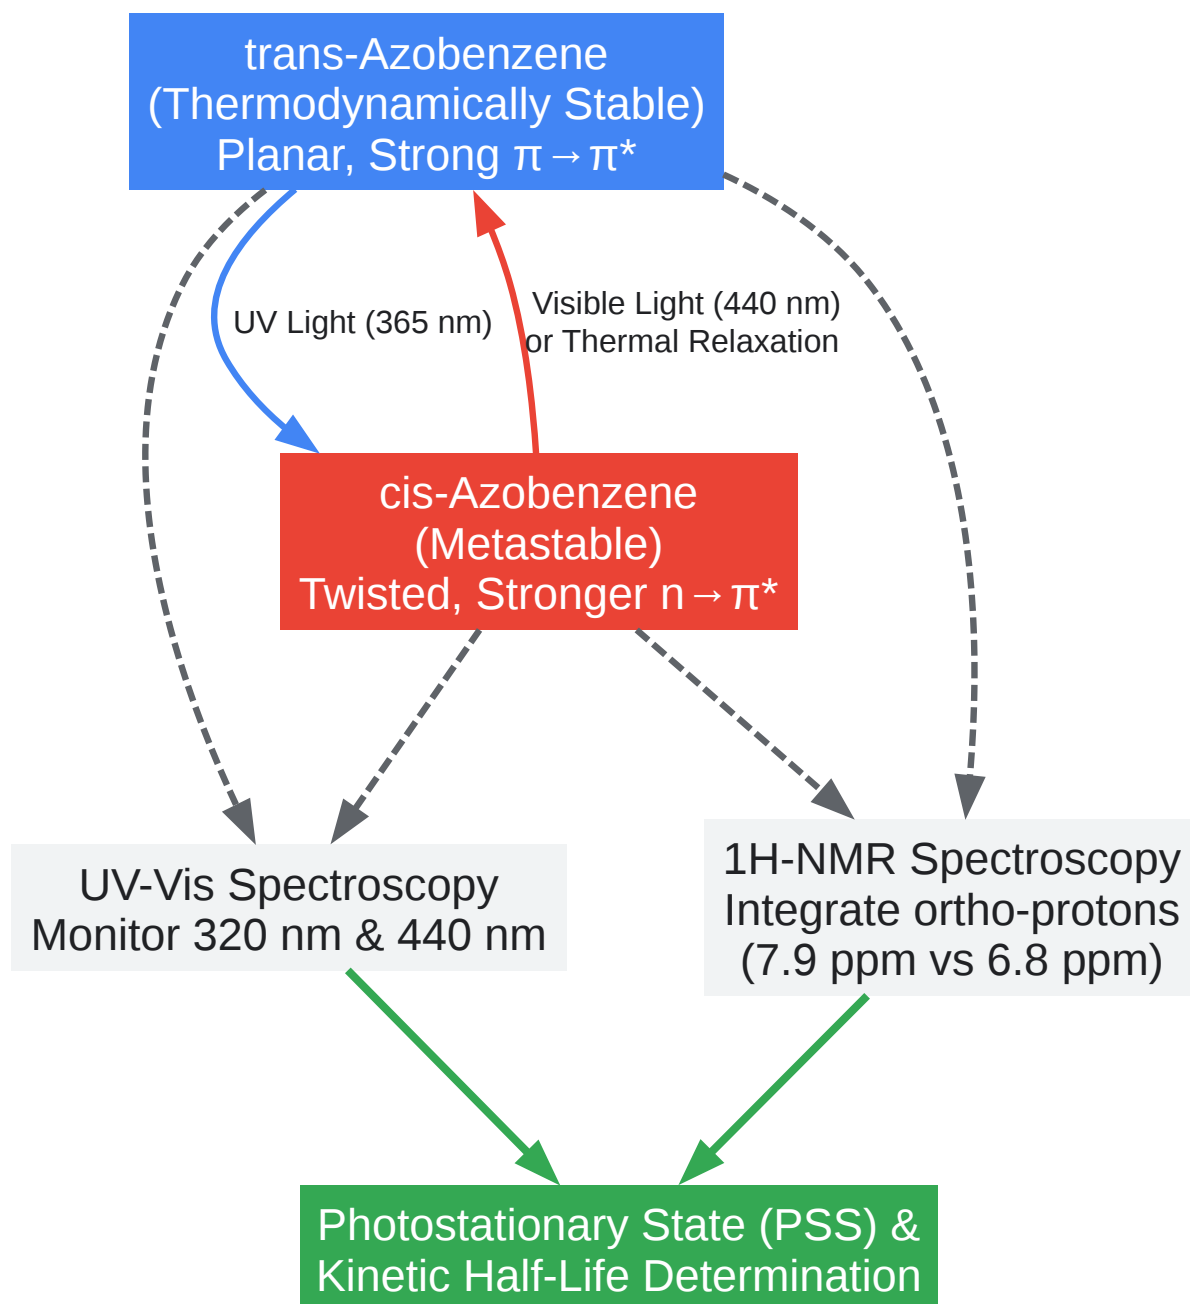 trans-Azobenzene
(Thermodynamically Stable)
Planar, Strong π→π*
UV Light (365 nm)
Visible Light (440 nm)
or Thermal Relaxation
cis-Azobenzene
(Metastable)
Twisted, Stronger n→π*
UV-Vis Spectroscopy
Monitor 320 nm & 440 nm
1H-NMR Spectroscopy
Integrate ortho-protons
(7.9 ppm vs 6.8 ppm)
Photostationary State (PSS) &
Kinetic Half-Life Determination